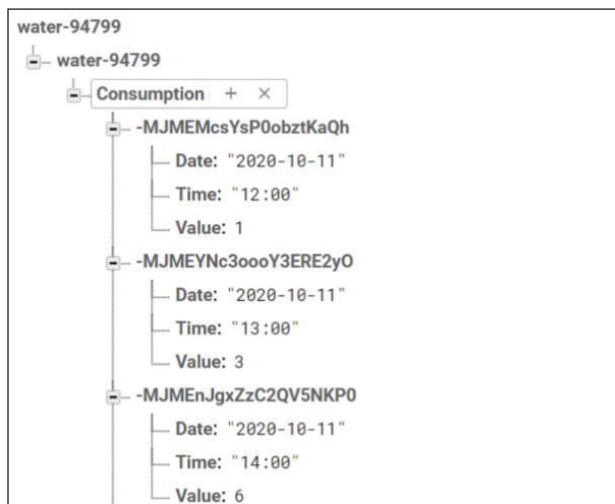 water-94799
water-94799
Consumption + ×
-MJMEMcsYsP0obztKaQh
Date: "2020-10-11"
Time: "12:00"
Value: 1
-MJMEYNc3oooY3ERE2yO
Date: "2020-10-11"
Time: "13:00"
Value: 3
-MJMEnJgxZzC2QV5NKP0
Date: "2020-10-11"
Time: "14:00"
Value: 6